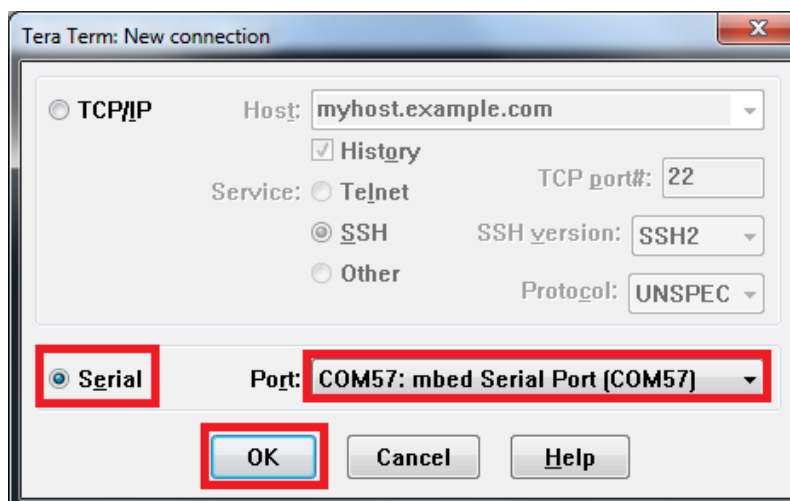 Tera Term: New connection
TCP/IP Host: myhost.example.com
History
Service: Telnet TCP port#: 22
SSH SSH version: SSH2
Other Protocol: UNSPEC
Serial Port: COM57: mbed Serial Port (COM57)
OK Cancel Help